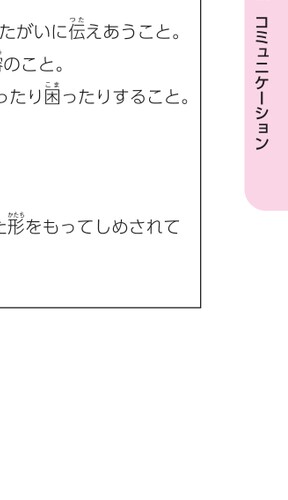 たがいに伝えあうこと。
のこと。
ったり困ったりすること。
形をもってしめされて
コミュニケーション